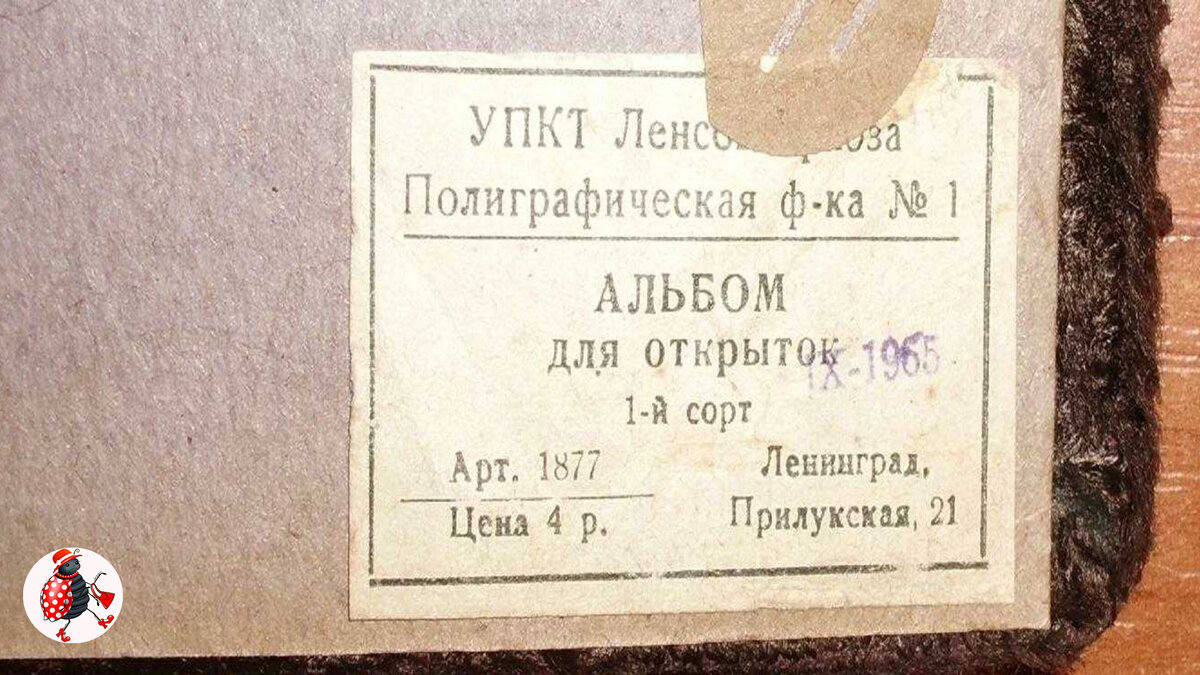 УПКТ
Полиграфическая ф-ка № 1
АЛЬБОМ
для открыток
IX-1965
1-й сорт
Арт. 1877
Цена 4 р.
Ленинград,
Прилукская, 21